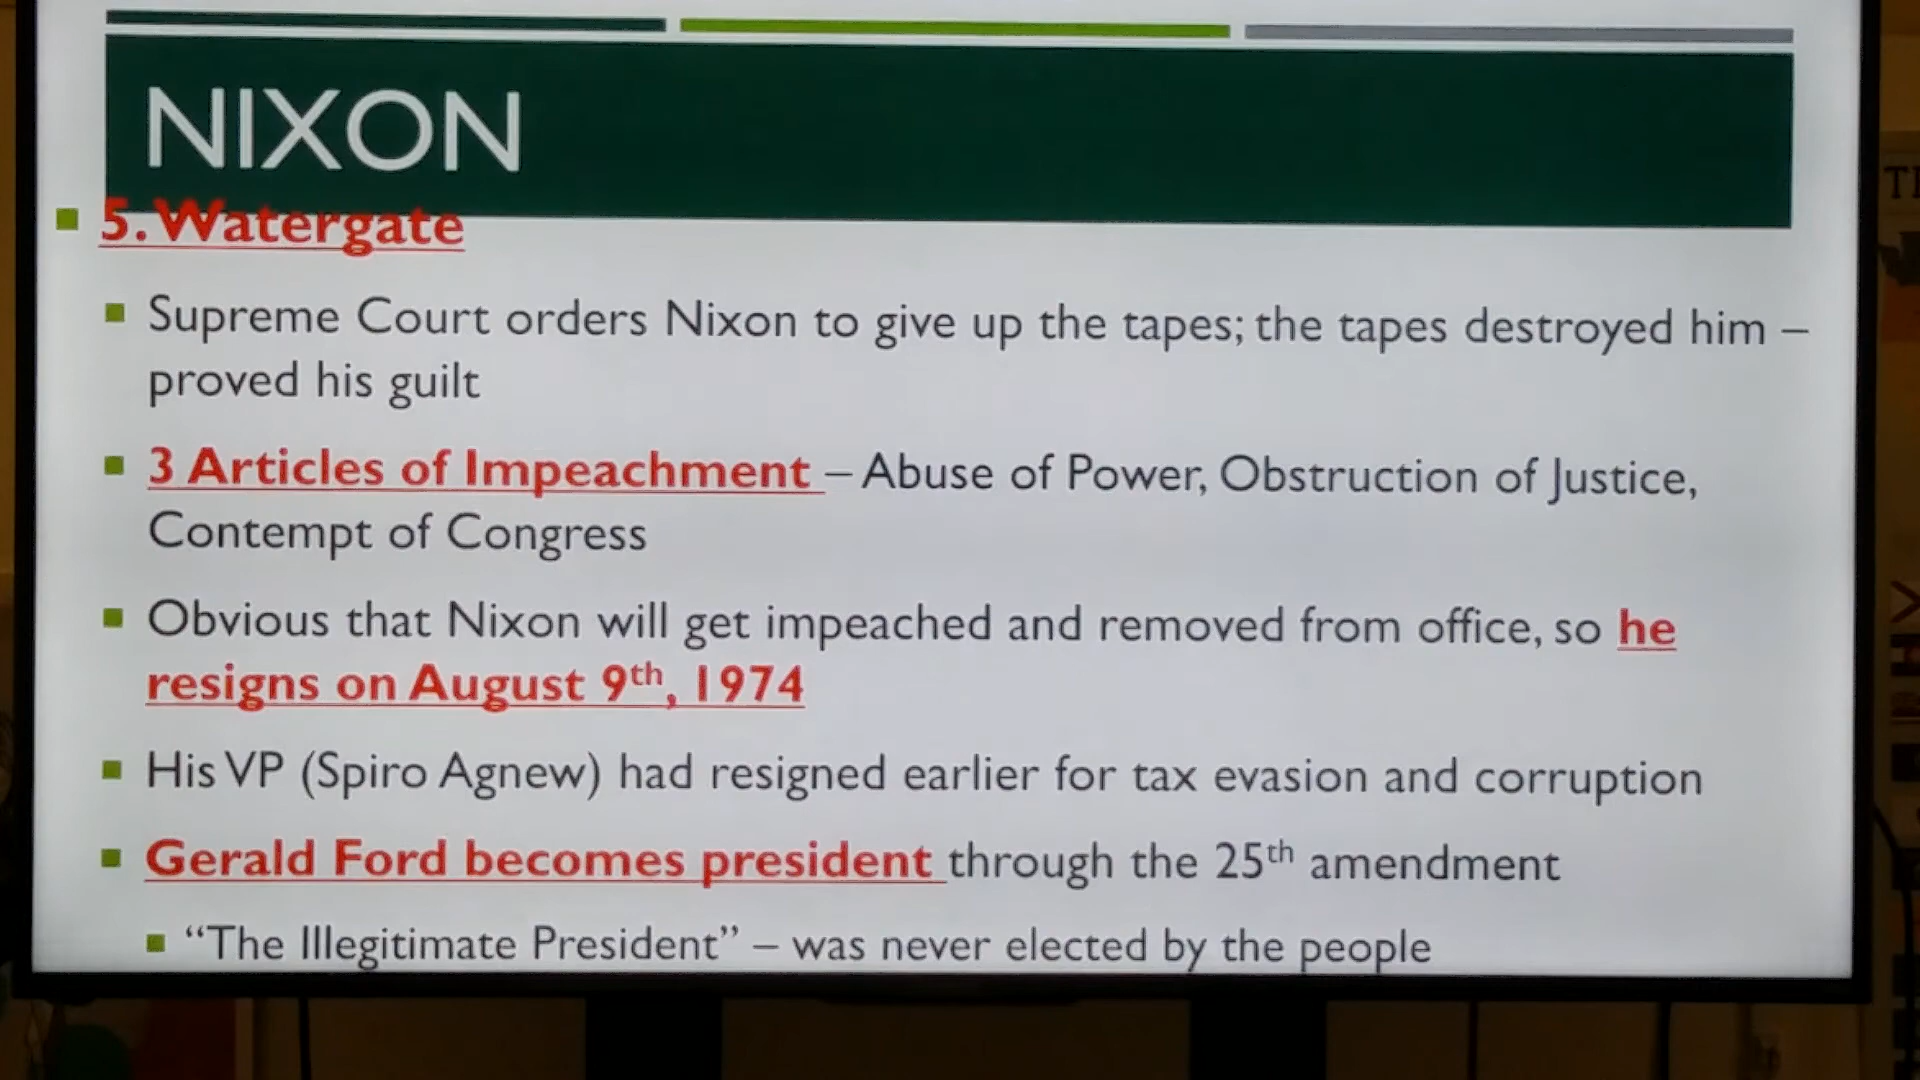 NIXON
5. Watergate
Supreme Court orders Nixon to give up the tapes; the tapes destroyed him –
proved his guilt
3 Articles of Impeachment – Abuse of Power, Obstruction of Justice,
Contempt of Congress
Obvious that Nixon will get impeached and removed from office, so he
resigns on August 9th, 1974
His VP (Spiro Agnew) had resigned earlier for tax evasion and corruption
Gerald Ford becomes president through the 25th amendment
“The Illegitimate President” – was never elected by the people